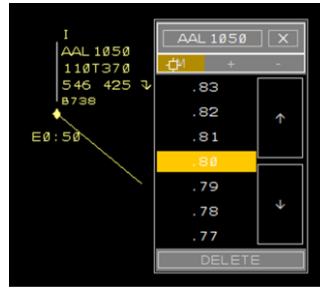 I
AAL 1050
110T370
546 425 ↴
B738
E0:50
AAL 1050 X
M + -
.83
.82
.81
.80
.79
.78
.77
↑
↓
DELETE